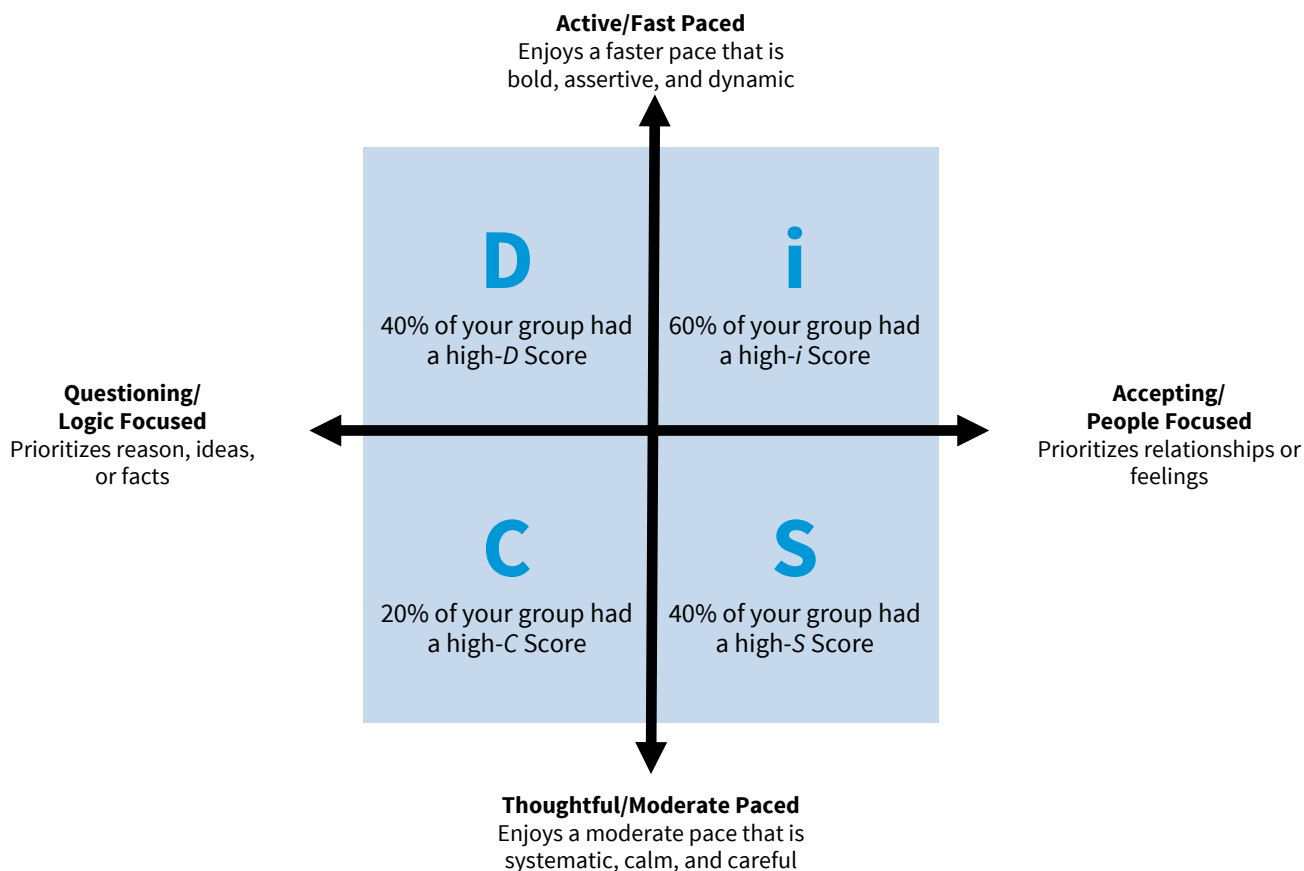 Active/Fast Paced
Enjoys a faster pace that is
bold, assertive, and dynamic
D
40% of your group had
a high-D Score
i
60% of your group had
a high-i Score
Questioning/
Logic Focused
Prioritizes reason, ideas,
or facts
Accepting/
People Focused
Prioritizes relationships or
feelings
C
20% of your group had
a high-C Score
S
40% of your group had
a high-S Score
Thoughtful/Moderate Paced
Enjoys a moderate pace that is
systematic, calm, and careful